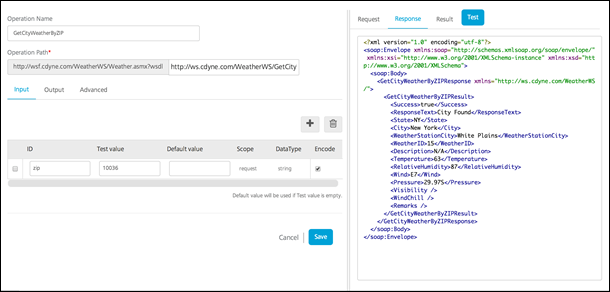 Operation Name
GetCityWeatherByZIP
Operation Path*
http://wsf.cdyne.com/WeatherWS/Weather.asmx?wsdl http://ws.cdyne.com/WeatherWS/GetCity
Input Output Advanced
ID Test value Default value Scope DataType Encode
zip 10036 request string
Default value will be used if Test value is empty.
Cancel Save
Request Response Result Test
<?xml version="1.0" encoding="utf-8"?>
<soap:Envelope xmlns:soap="http://schemas.xmlsoap.org/soap/envelope/"
xmlns:xsi="http://www.w3.org/2001/XMLSchema-instance" xmlns:xsd="htt
p://www.w3.org/2001/XMLSchema">
<soap:Body>
<GetCityWeatherByZIPResponse xmlns="http://ws.cdyne.com/WeatherWS
/">
<GetCityWeatherByZIPResult>
<Success>true</Success>
<ResponseText>City Found</ResponseText>
<State>NY</State>
<City>New York</City>
<WeatherStationCity>White Plains</WeatherStationCity>
<WeatherID>15</WeatherID>
<Description>N/A</Description>
<Temperature>63</Temperature>
<RelativeHumidity>87</RelativeHumidity>
<Wind>E7</Wind>
<Pressure>29.97S</Pressure>
<Visibility />
<WindChill />
<Remarks />
</GetCityWeatherByZIPResult>
</GetCityWeatherByZIPResponse>
</soap:Body>
</soap:Envelope>